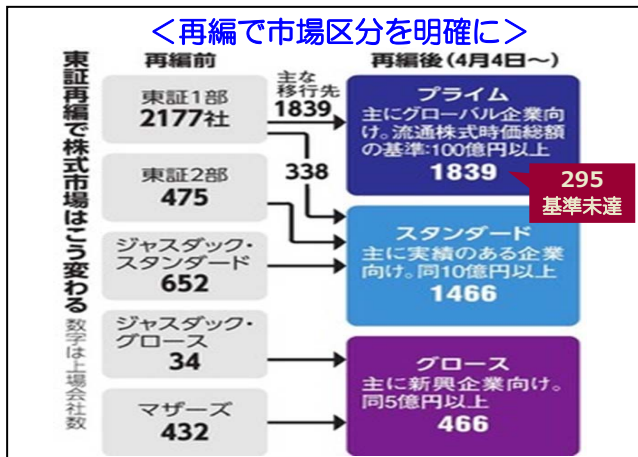 ＜再編で市場区分を明確に＞
東証再編で株式市場はこう変わる
数字は上場会社数
再編前
東証1部
2177社
東証2部
475
ジャスダック・
スタンダード
652
ジャスダック・
グロース
34
マザーズ
432
主な
移行先
1839
338
再編後(4月4日〜)
プライム
主にグローバル企業向
け。流通株式時価総額
の基準:100億円以上
1839
295
基準未達
スタンダード
主に実績のある企業
向け。同10億円以上
1466
グロース
主に新興企業向け。
同5億円以上
466